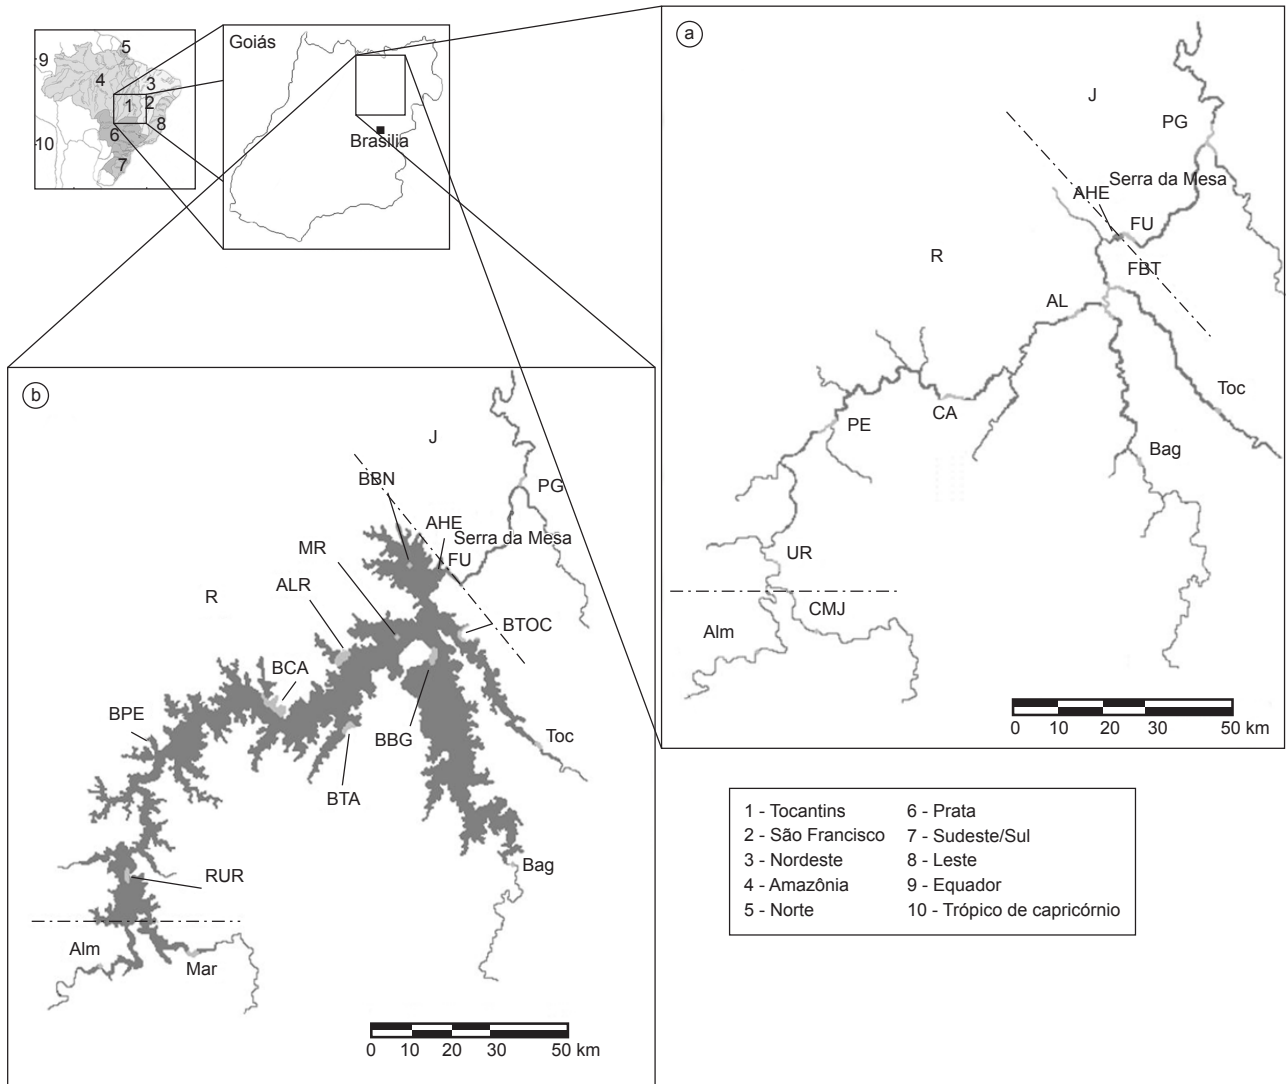 5
9
4
3
1
2
8
6
10
7
Goiás
Brasilia
a
J
PG
Serra da Mesa
AHE
FU
R
FBT
AL
Toc
CA
PE
Bag
UR
CMJ
Alm
0 10 20 30 50 km
b
J
BBN
PG
AHE
Serra da Mesa
MR
FU
ALR
R
BTOC
BCA
BPE
BBG
Toc
BTA
Bag
RUR
Alm
Mar
0 10 20 30 50 km
1 - Tocantins
2 - São Francisco
3 - Nordeste
4 - Amazônia
5 - Norte
6 - Prata
7 - Sudeste/Sul
8 - Leste
9 - Equador
10 - Trópico de capricórnio